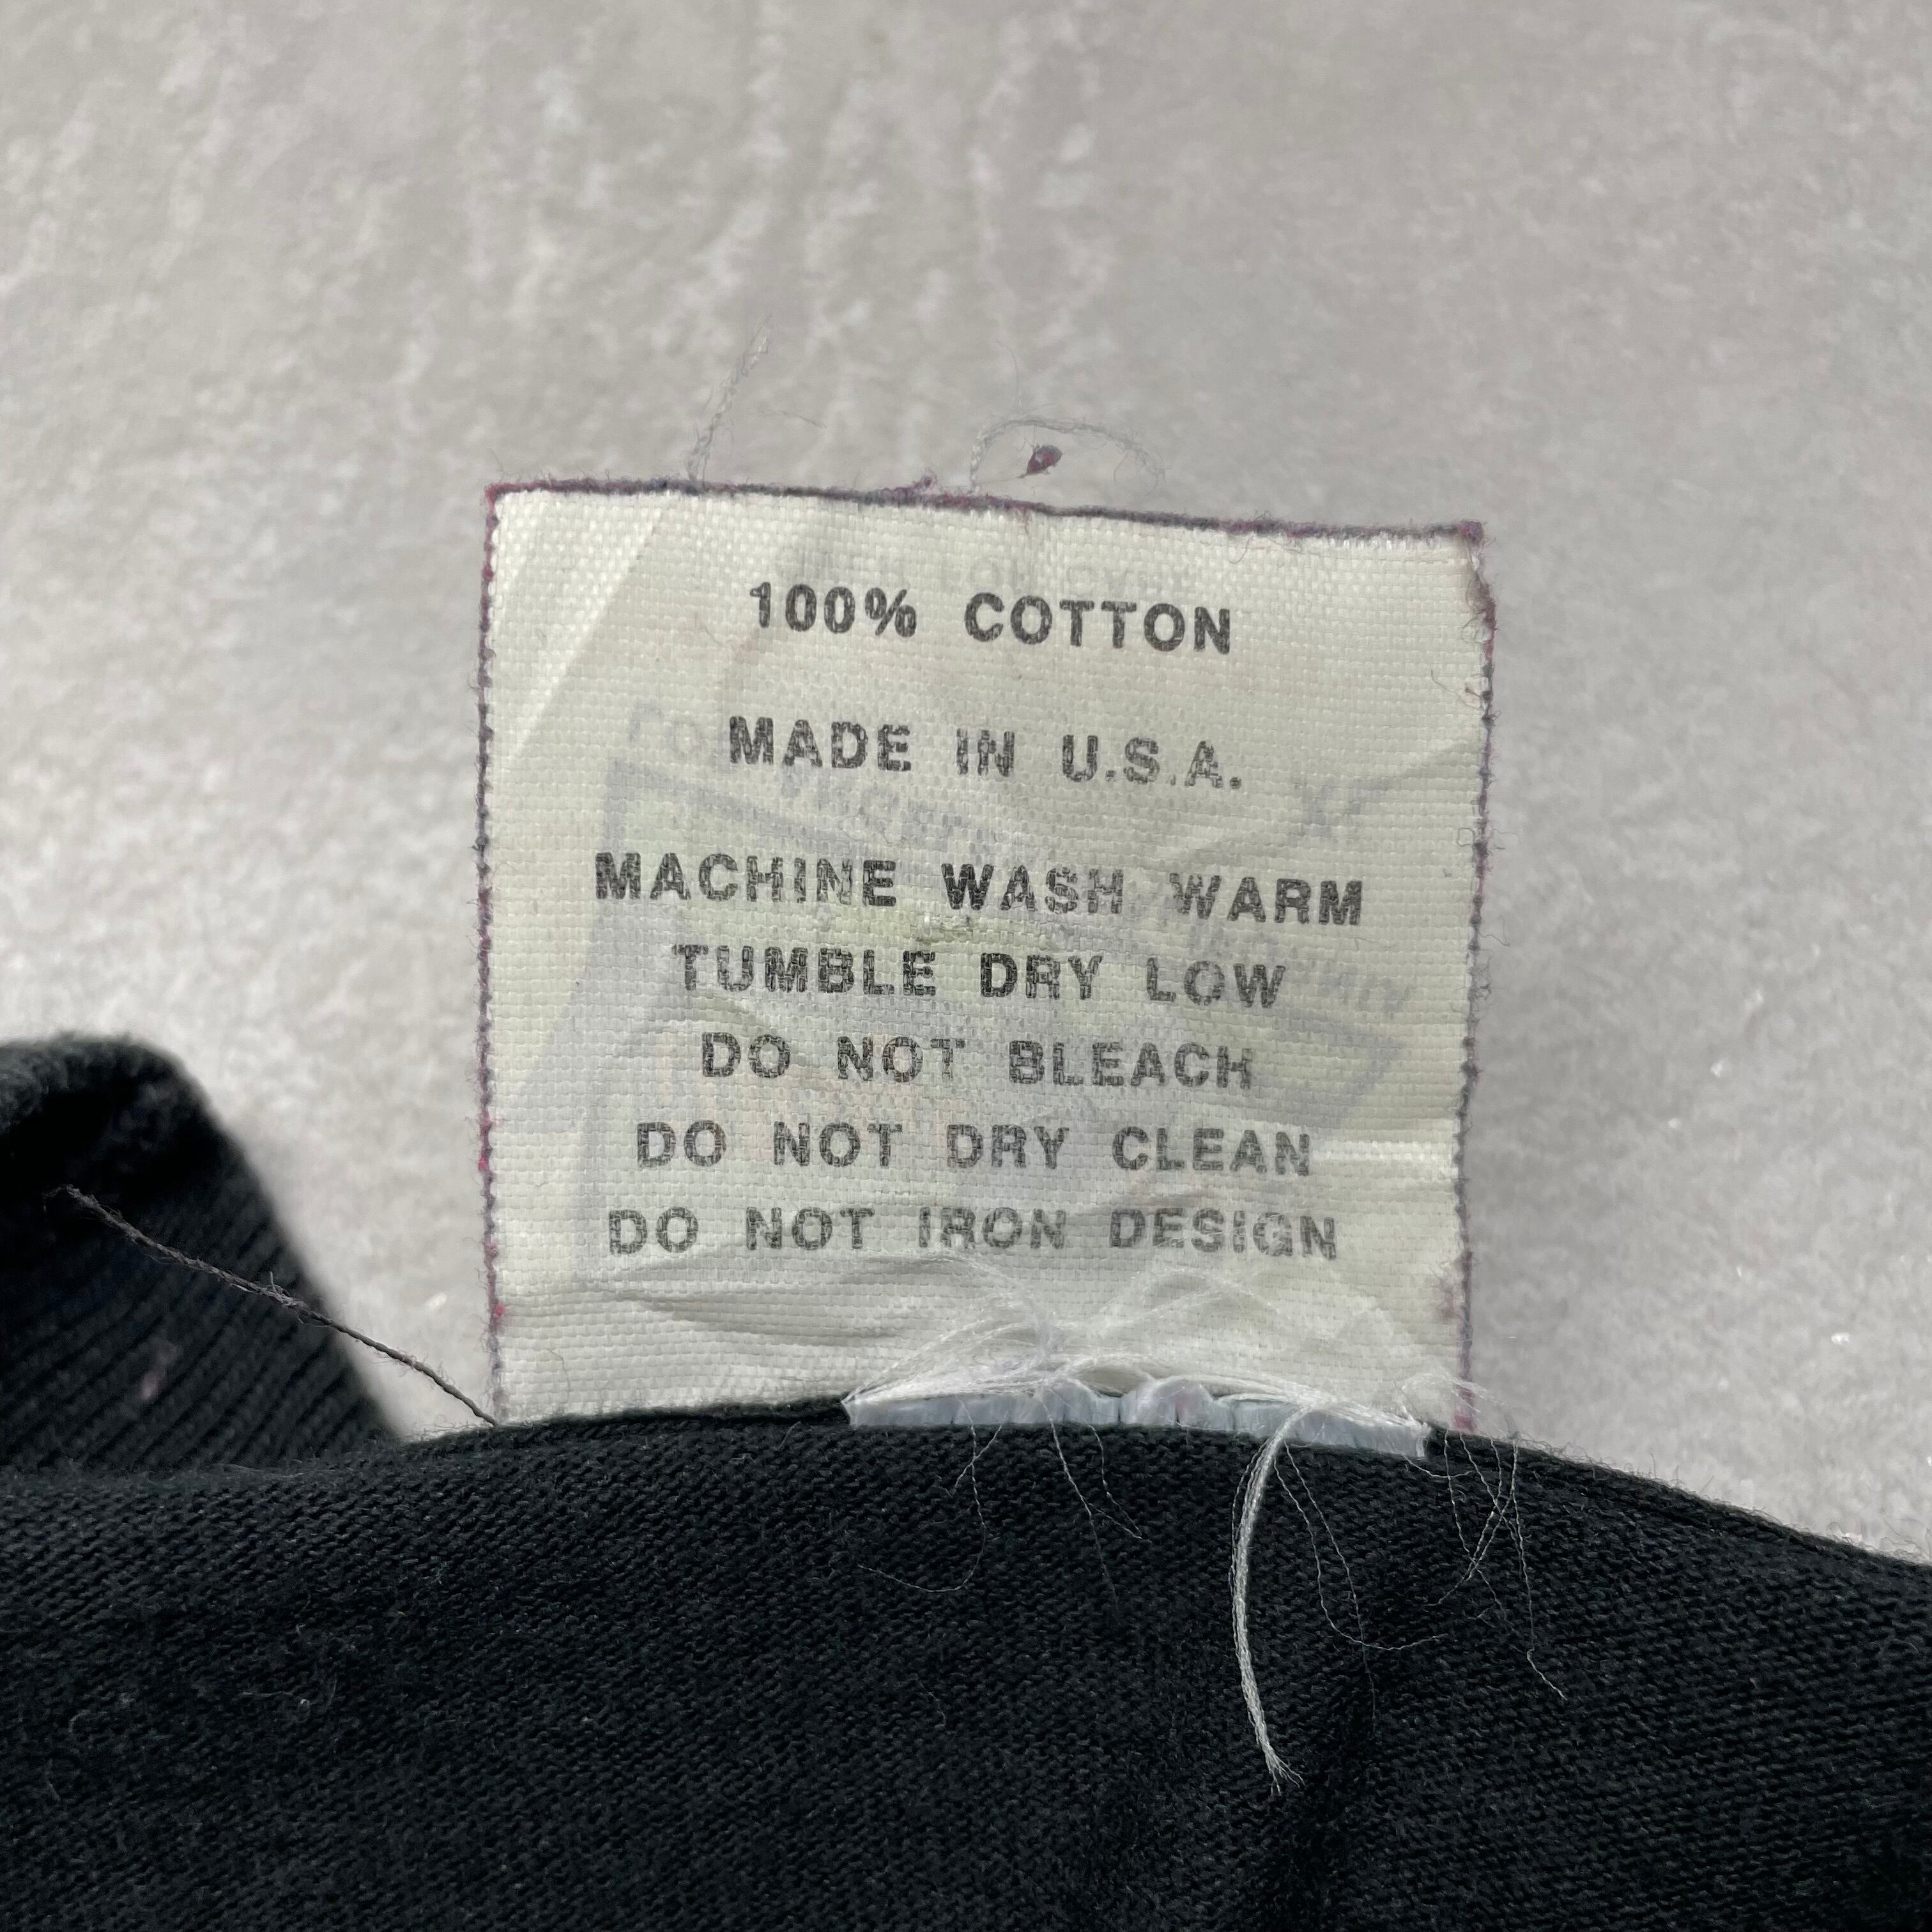 100% COTTON
MADE IN U.S.A.
MACHINE WASH WARM
TUMBLE DRY LOW
DO NOT BLEACH
DO NOT DRY CLEAN
DO NOT IRON DESIGN